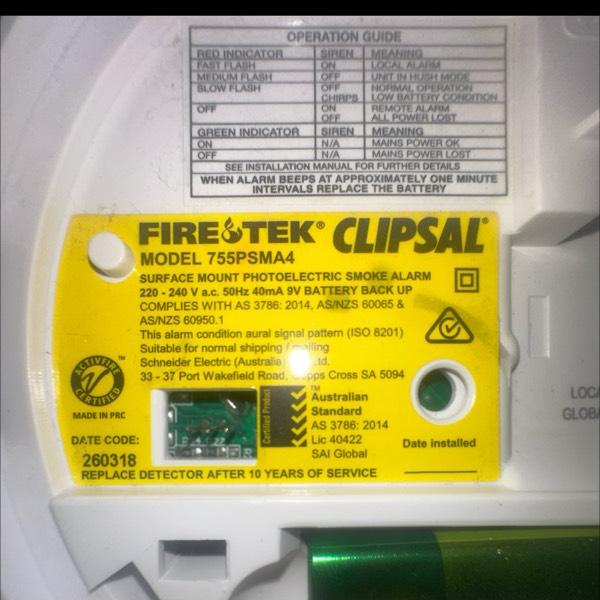 OPERATION GUIDE
RED INDICATOR SIREN MEANING
FAST FLASH ON LOCAL ALARM
MEDIUM FLASH OFF UNIT IN HUSH MODE
SLOW FLASH OFF NORMAL OPERATION
CHIRPS LOW BATTERY CONDITION
OFF ON REMOTE ALARM
OFF ALL POWER LOST
GREEN INDICATOR SIREN MEANING
ON N/A MAINS POWER OK
OFF N/A MAINS POWER LOST
SEE INSTALLATION MANUAL FOR FURTHER DETAILS
WHEN ALARM BEEPS AT APPROXIMATELY ONE MINUTE
INTERVALS REPLACE THE BATTERY
FIRETEK® CLIPSAL®
MODEL 755PSMA4
SURFACE MOUNT PHOTOELECTRIC SMOKE ALARM
220 - 240 V a.c. 50Hz 40mA 9V BATTERY BACK UP
COMPLIES WITH AS 3786: 2014, AS/NZS 60065 &
AS/NZS 60950.1
This alarm condition aural signal pattern (ISO 8201)
Suitable for normal shipping / mailing
Schneider Electric (Australia) Ltd.
33 - 37 Port Wakefield Road, Gepps Cross SA 5094
ACTIVFIRE
CERTIFIED
™
MADE IN PRC
Certified Product
™
Australian
Standard
AS 3786: 2014
Lic 40422
SAI Global
DATE CODE:
260318
Date installed
REPLACE DETECTOR AFTER 10 YEARS OF SERVICE
LOCA
GLOBA